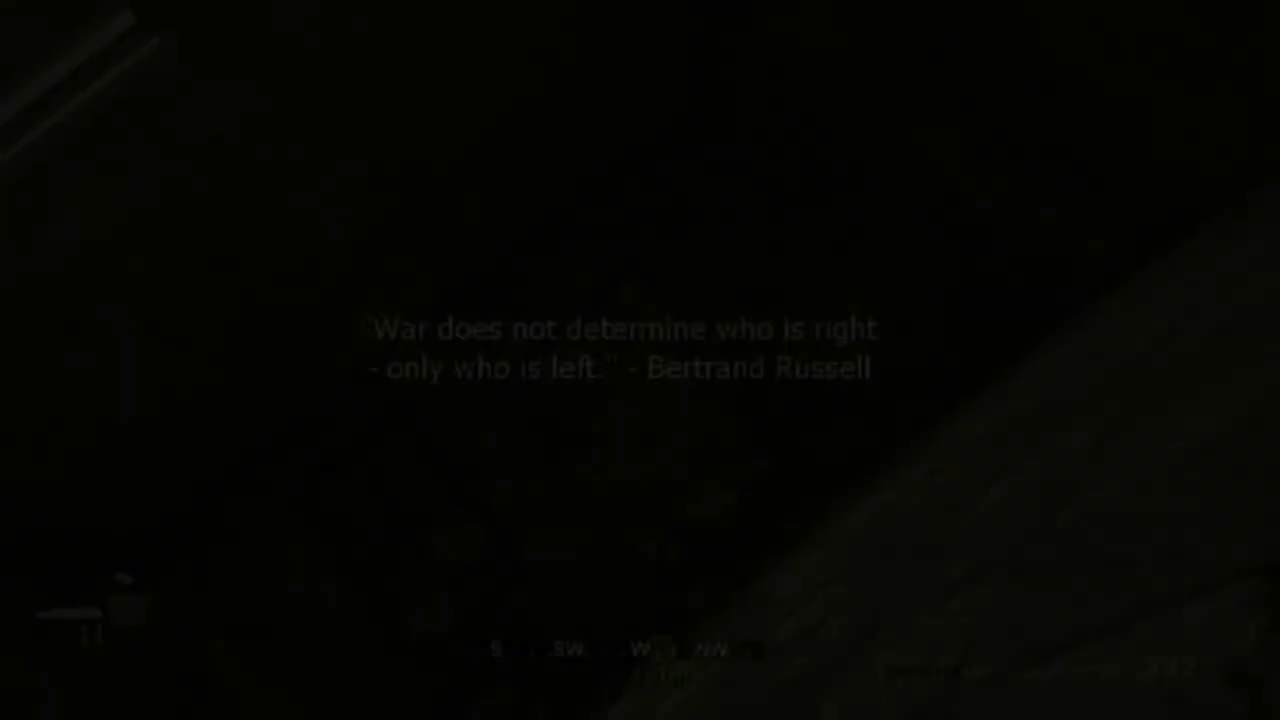 "War does not determine who is right
- only who is left." - Bertrand Russell
S SW W NW